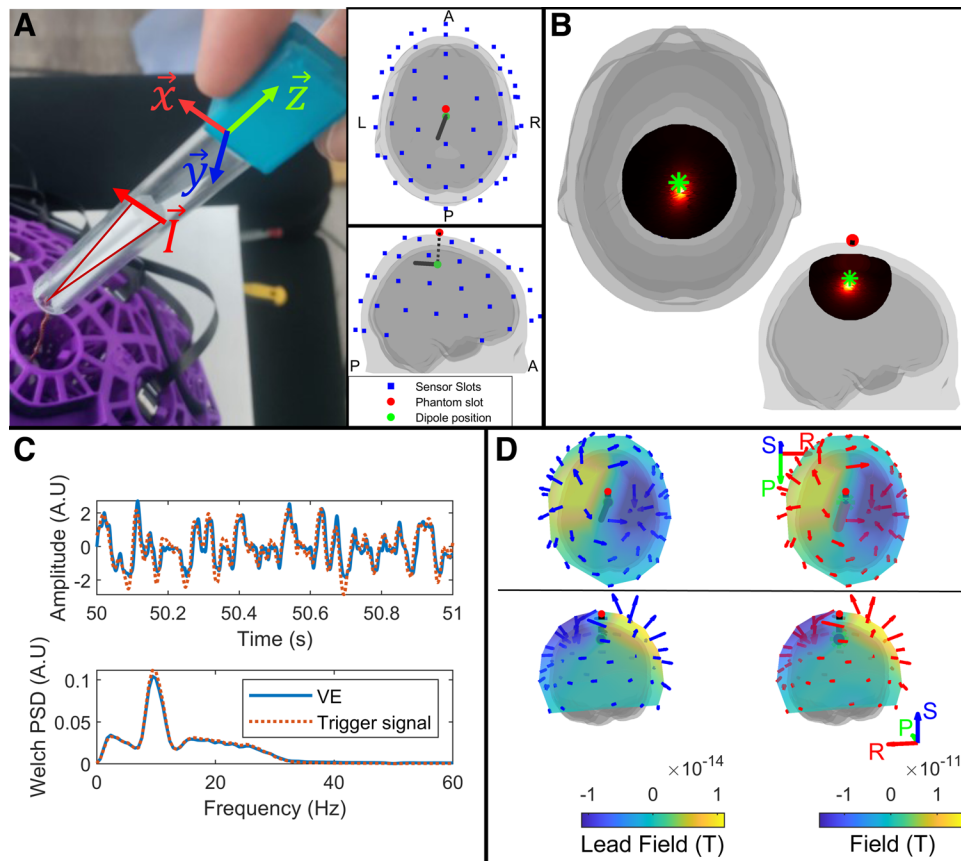 A
x
z
y
I
A
L
R
P
P
A
Sensor Slots
Phantom slot
Dipole position
B
C
Amplitude (A.U)
2
0
-2
50
50.2
50.4
50.6
50.8
51
Time (s)
Welch PSD (A.U)
0.1
0.05
0
0
20
40
60
Frequency (Hz)
VE
Trigger signal
D
S
R
P
S
P
R
×10⁻¹⁴
-1
0
1
Lead Field (T)
×10⁻¹¹
-1
0
1
Field (T)